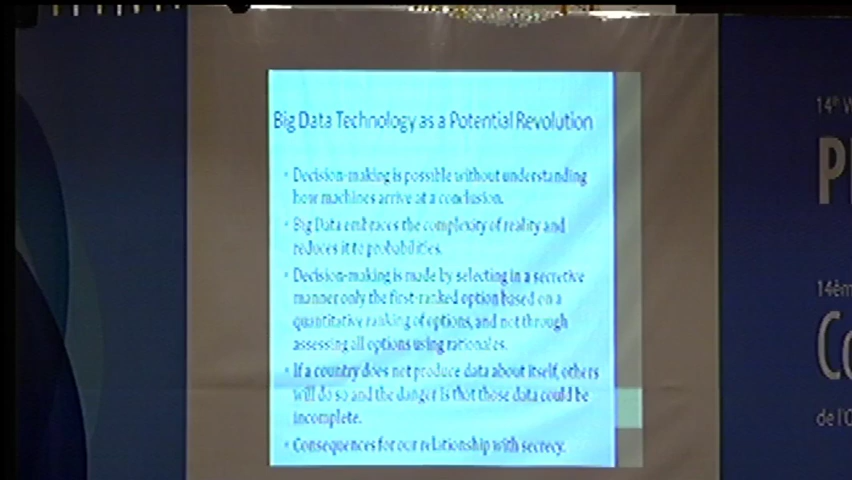 Big Data Technology as a Potential Revolution
• Decision-making is possible without understanding
how machines arrive at a conclusion.
• Big Data embraces the complexity of reality and
reduces it to probabilities.
• Decision-making is made by selecting in a secretive
manner only the first-ranked option based on a
quantitative ranking of options, and not through
assessing all options using rationales.
• If a country does not produce data about itself, others
will do so and the danger is that those data could be
incomplete.
• Consequences for our relationship with secrecy.
14th
14èm
de l'O